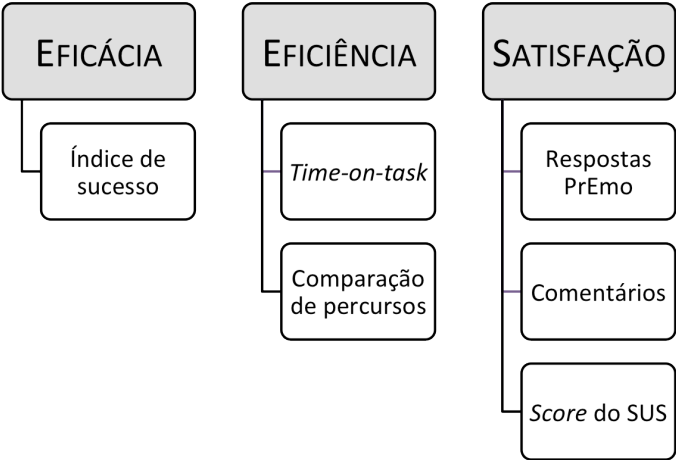 EFICÁCIA
Índice de
sucesso
EFICIÊNCIA
Time-on-task
Comparação
de percursos
SATISFAÇÃO
Respostas
PrEmo
Comentários
Score do SUS